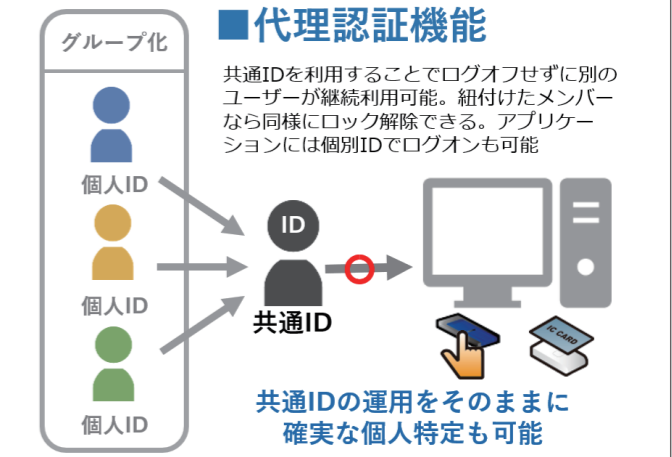 グループ化
■代理認証機能
共通IDを利用することでログオフせずに別の
ユーザーが継続利用可能。紐付けたメンバー
なら同様にロック解除できる。アプリケー
ションには個別IDでログオンも可能
個人ID
個人ID
個人ID
ID
共通ID
IC CARD
共通IDの運用をそのままに
確実な個人特定も可能